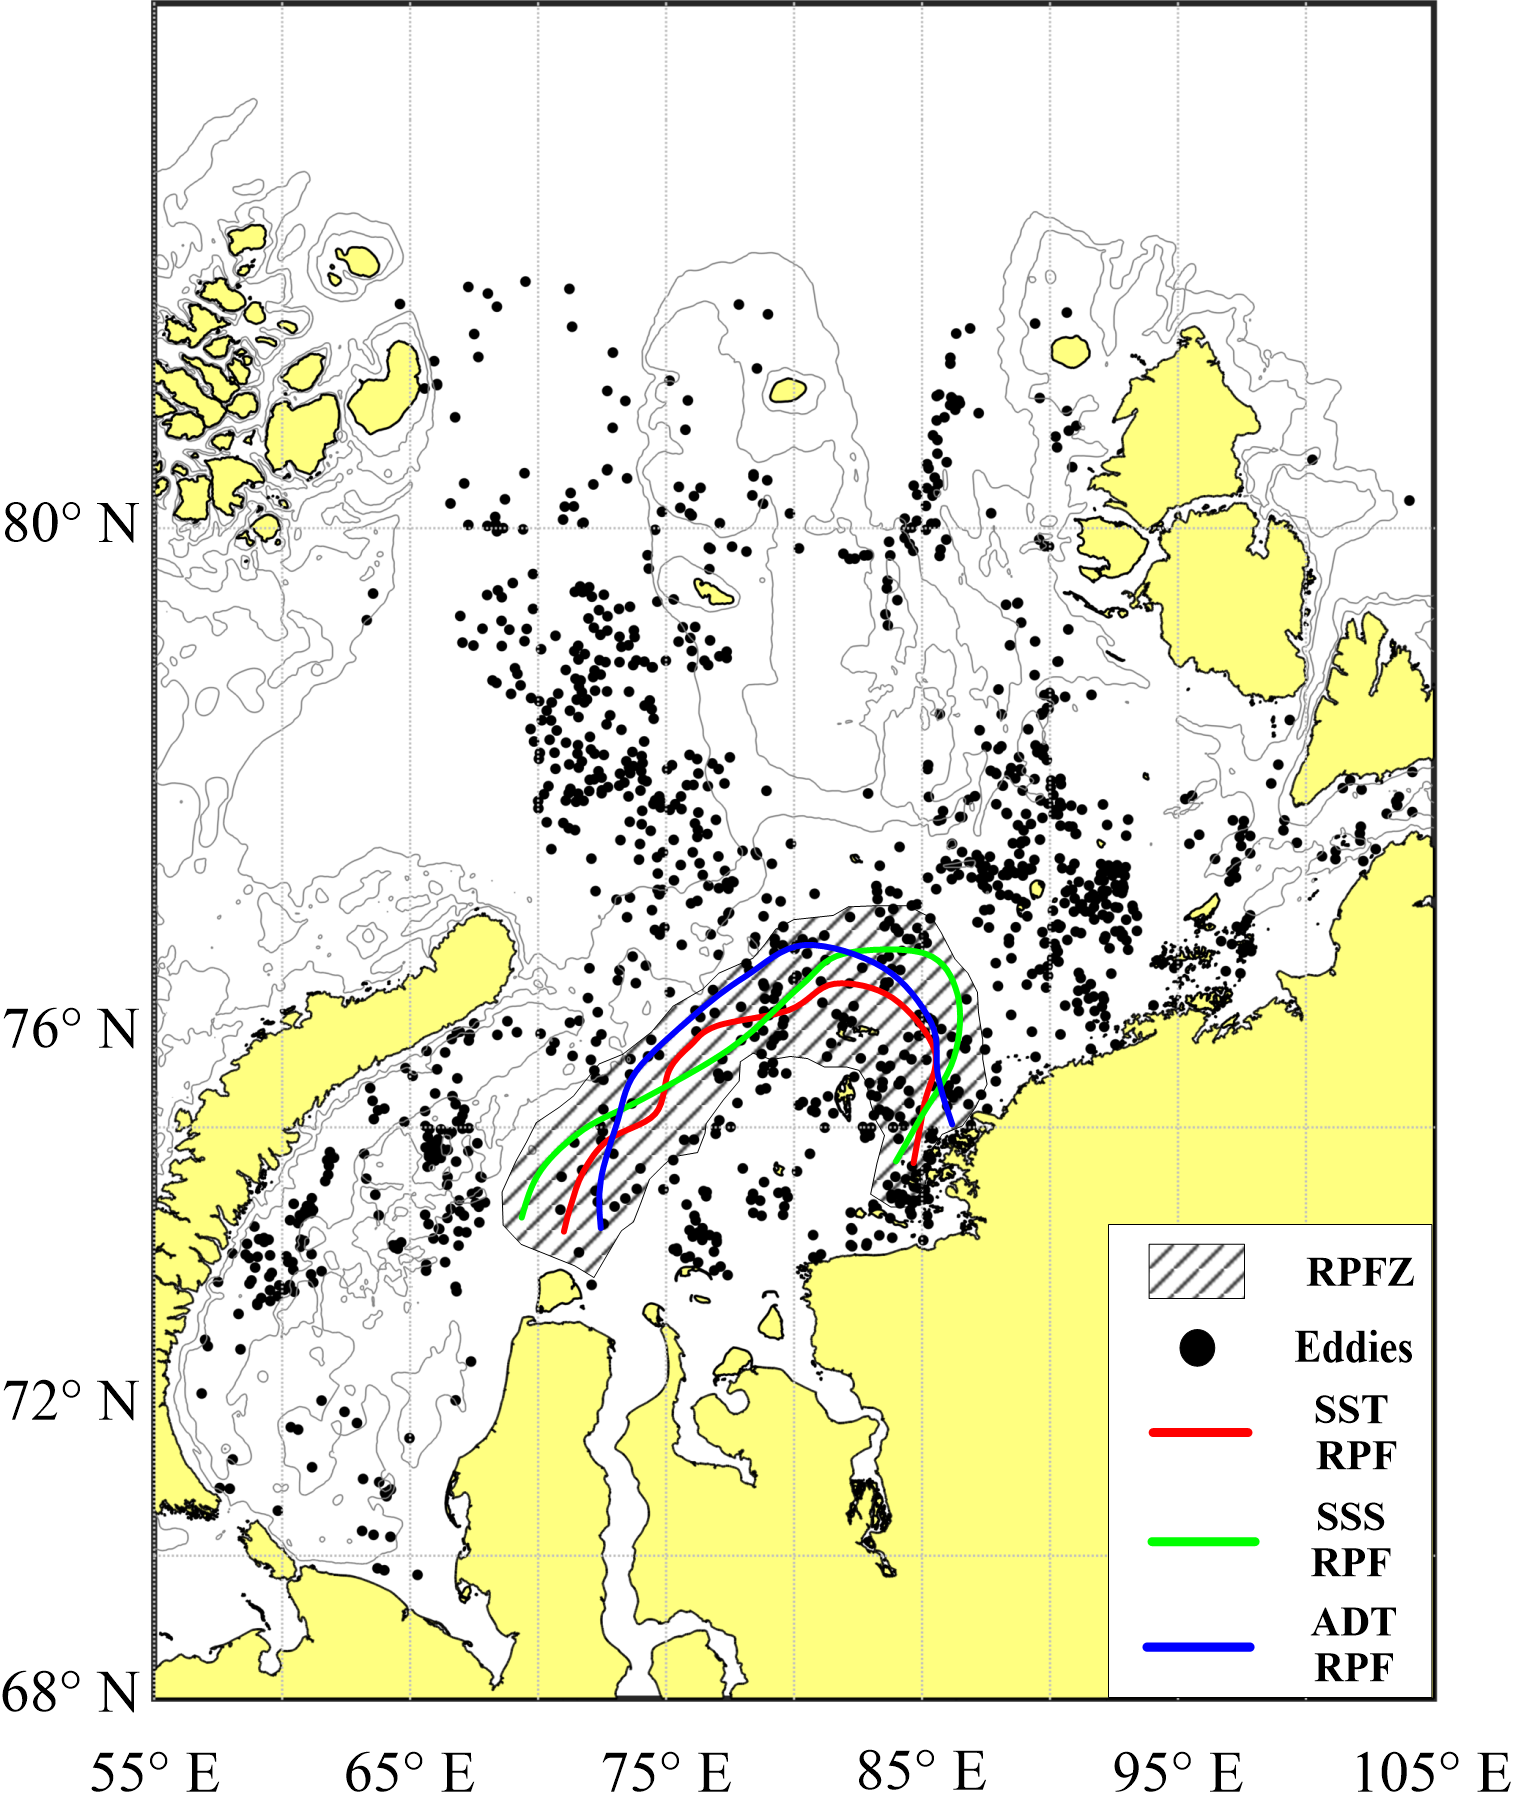 80° N
76° N
72° N
68° N
55° E
65° E
75° E
85° E
95° E
105° E
RPFZ
Eddies
SST
RPF
SSS
RPF
ADT
RPF